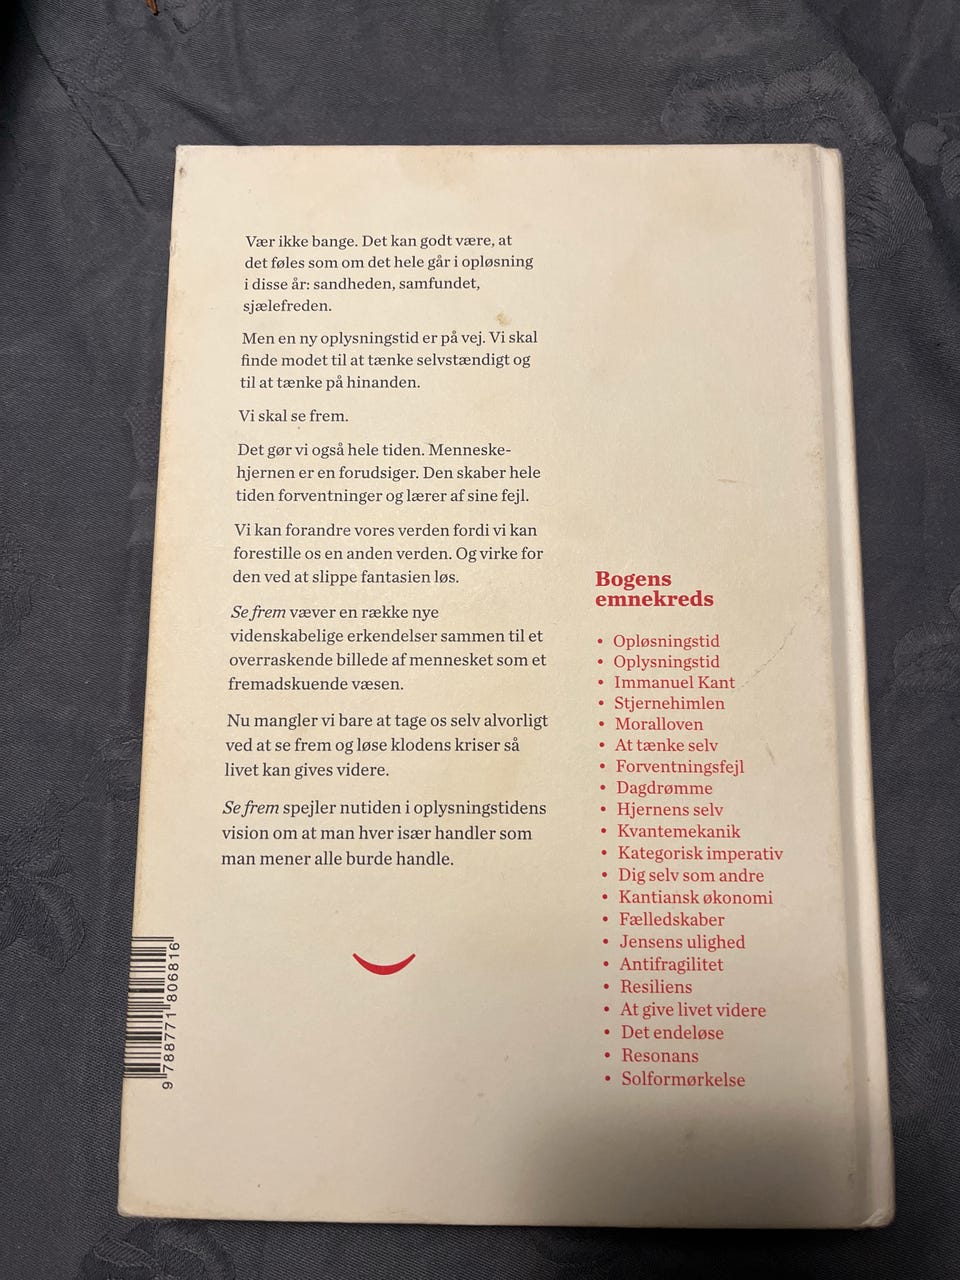 Vær ikke bange. Det kan godt være, at
det føles som om det hele går i opløsning
i disse år: sandheden, samfundet,
sjælefreden.
Men en ny oplysningstid er på vej. Vi skal
finde modet til at tænke selvstændigt og
til at tænke på hinanden.
Vi skal se frem.
Det gør vi også hele tiden. Menneske-
hjernen er en forudsiger. Den skaber hele
tiden forventninger og lærer af sine fejl.
Vi kan forandre vores verden fordi vi kan
forestille os en anden verden. Og virke for
den ved at slippe fantasien løs.
Se frem væver en række nye
videnskabelige erkendelser sammen til et
overraskende billede af mennesket som et
fremadskuende væsen.
Nu mangler vi bare at tage os selv alvorligt
ved at se frem og løse klodens kriser så
livet kan gives videre.
Se frem spejler nutiden i oplysningstidens
vision om at man hver især handler som
man mener alle burde handle.
9 788771 806816
Bogens
emnekreds
• Opløsningstid
• Oplysningstid
• Immanuel Kant
• Stjernehimlen
• Moralloven
• At tænke selv
• Forventningsfejl
• Dagdrømme
• Hjernens selv
• Kvantemekanik
• Kategorisk imperativ
• Dig selv som andre
• Kantiansk økonomi
• Fælledskaber
• Jensens ulighed
• Antifragilitet
• Resiliens
• At give livet videre
• Det endeløse
• Resonans
• Solformørkelse